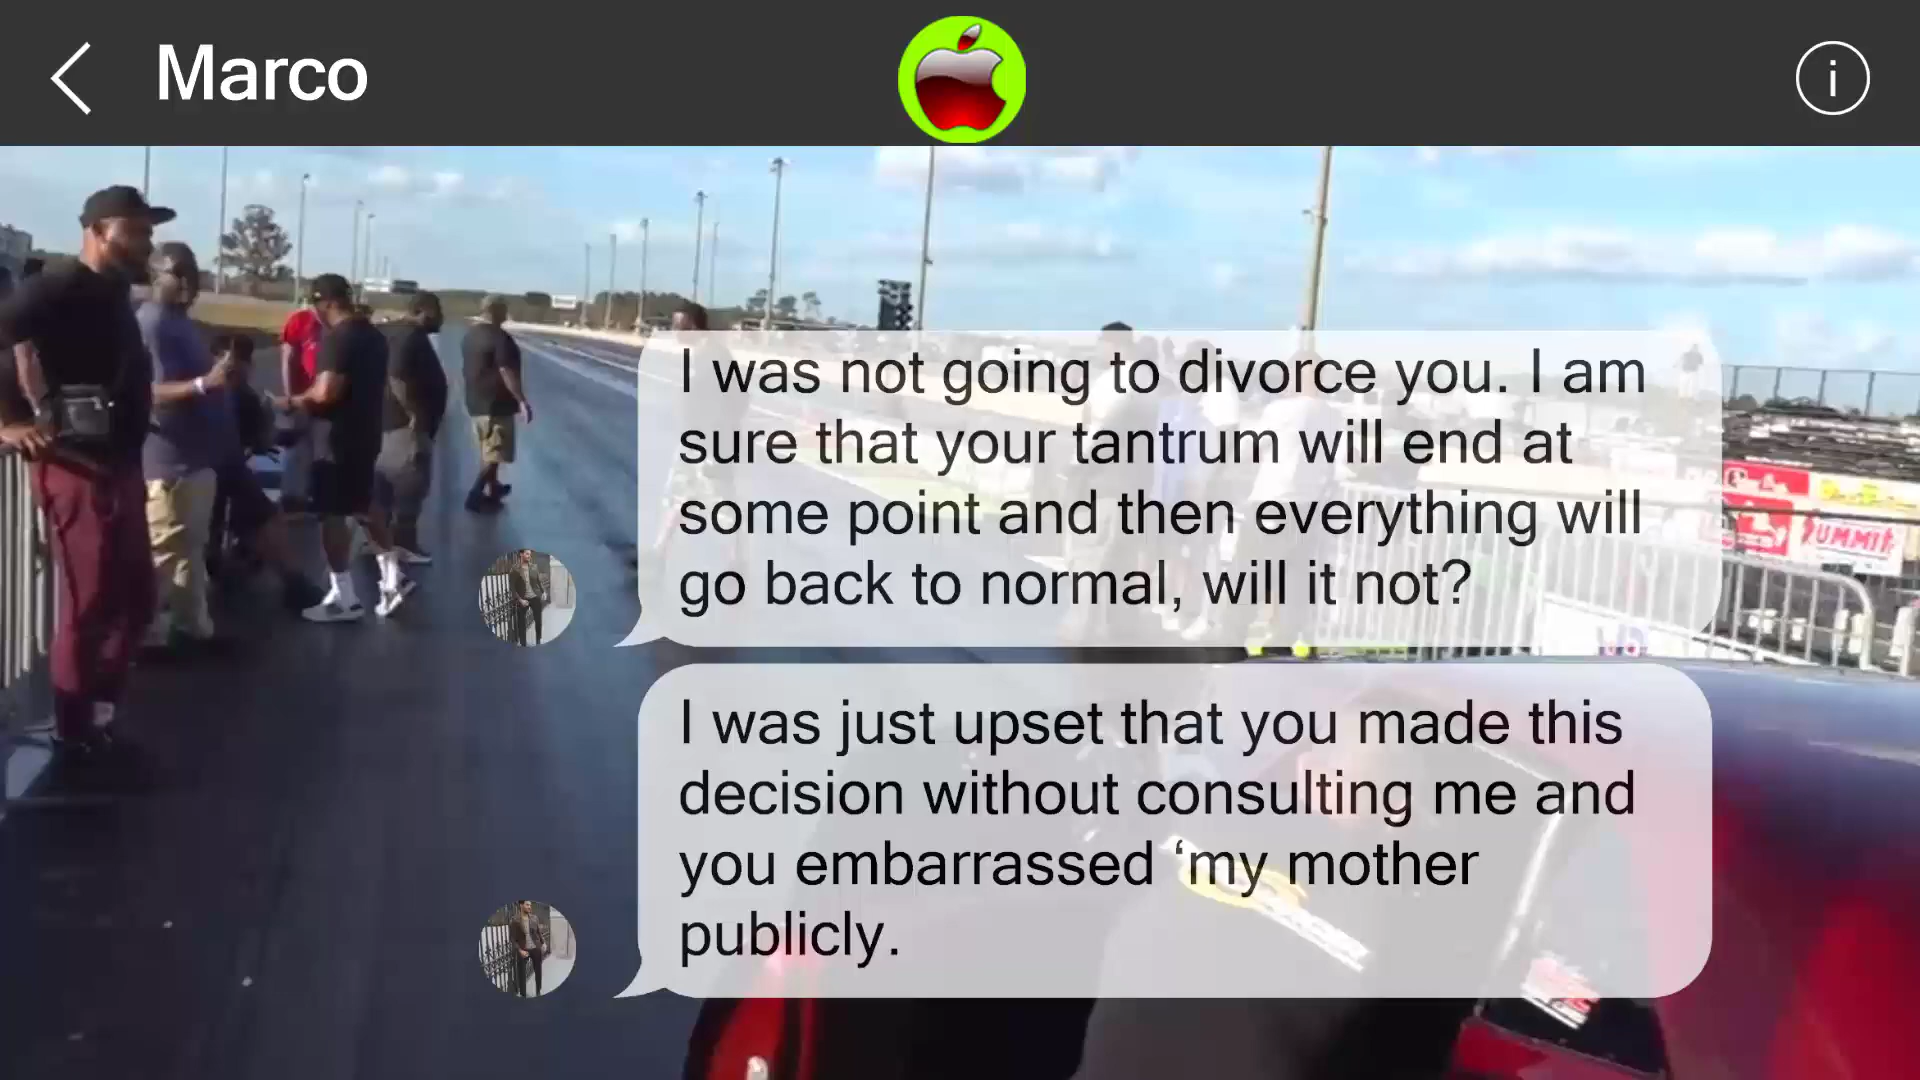 Marco
I was not going to divorce you. I am
sure that your tantrum will end at
some point and then everything will
go back to normal, will it not?
SUMMIT
I was just upset that you made this
decision without consulting me and
you embarrassed ‘my mother
publicly.